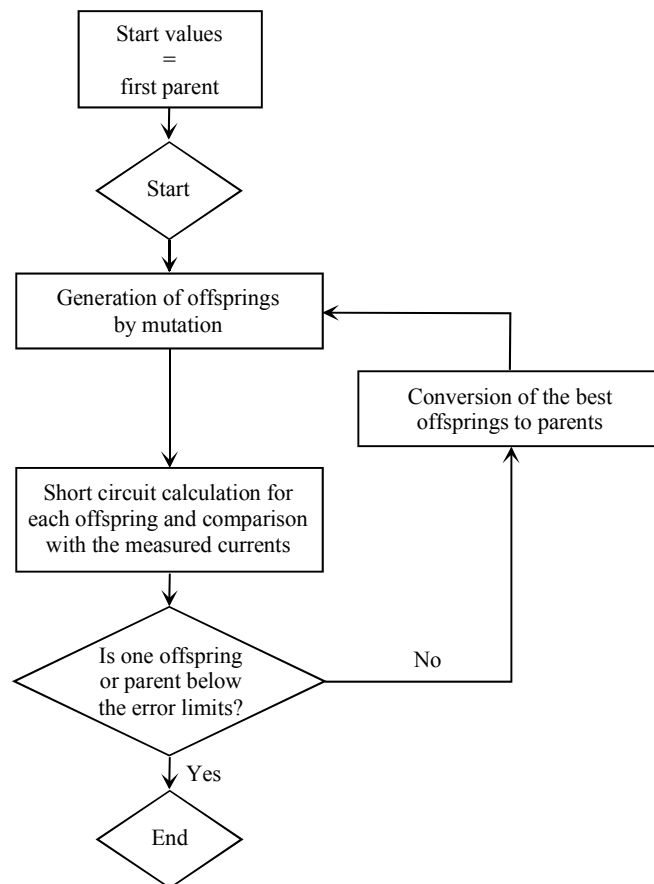 Start values
=
first parent
Start
Generation of offsprings
by mutation
Conversion of the best
offsprings to parents
Short circuit calculation for
each offspring and comparison
with the measured currents
Is one offspring
or parent below
the error limits?
No
Yes
End